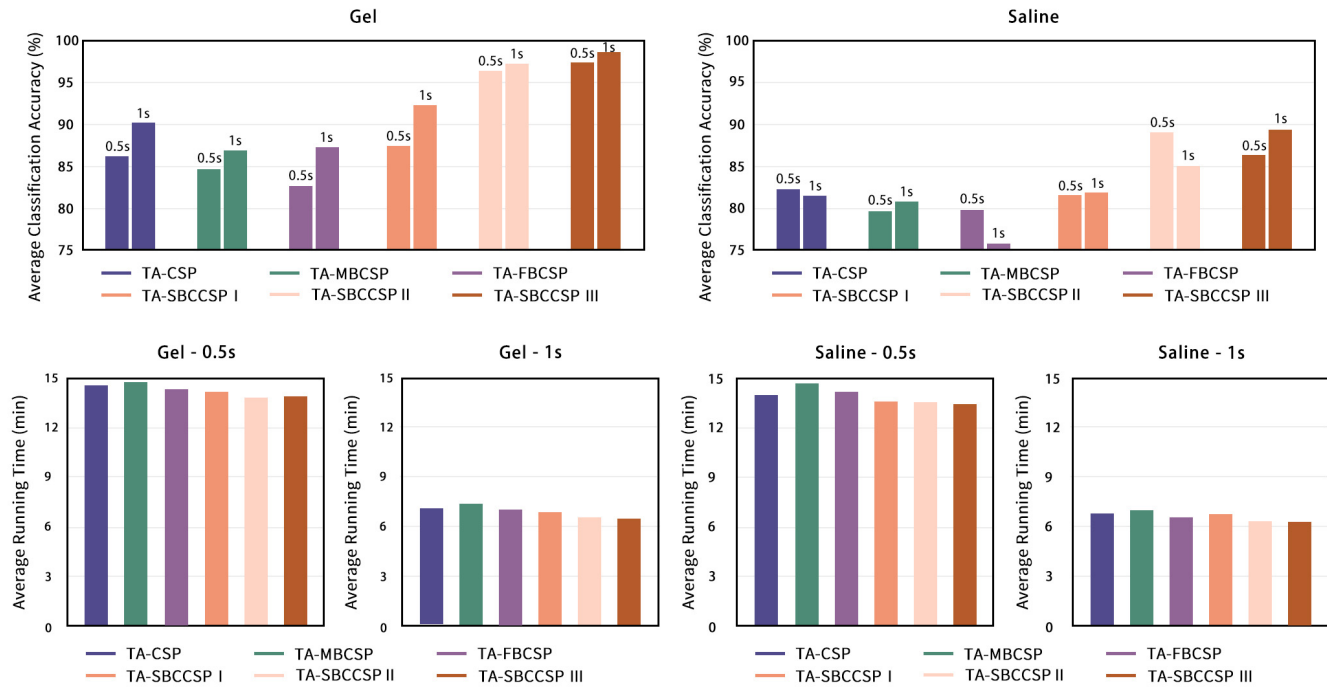 Gel
Average Classification Accuracy (%)
100
95
90
85
80
75
0.5s
1s
0.5s
1s
0.5s
1s
0.5s
1s
0.5s
1s
0.5s
1s
TA-CSP
TA-MBCSP
TA-FBCSP
TA-SBCCSP I
TA-SBCCSP II
TA-SBCCSP III
Saline
Average Classification Accuracy (%)
100
95
90
85
80
75
0.5s
1s
0.5s
1s
0.5s
1s
0.5s
1s
0.5s
1s
0.5s
1s
TA-CSP
TA-MBCSP
TA-FBCSP
TA-SBCCSP I
TA-SBCCSP II
TA-SBCCSP III
Gel - 0.5s
Average Running Time (min)
15
12
9
6
3
0
Gel - 1s
Average Running Time (min)
15
12
9
6
3
0
TA-CSP
TA-MBCSP
TA-FBCSP
TA-SBCCSP I
TA-SBCCSP II
TA-SBCCSP III
Saline - 0.5s
Average Running Time (min)
15
12
9
6
3
0
Saline - 1s
Average Running Time (min)
15
12
9
6
3
0
TA-CSP
TA-MBCSP
TA-FBCSP
TA-SBCCSP I
TA-SBCCSP II
TA-SBCCSP III